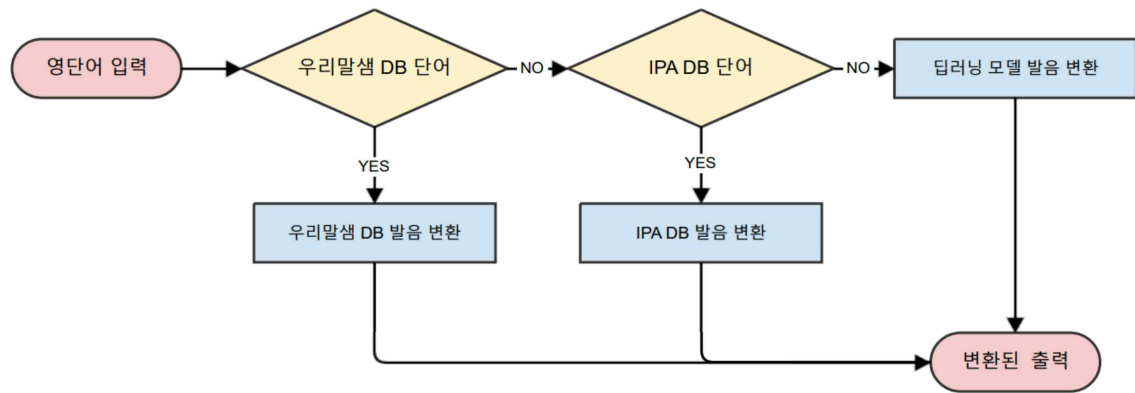 영단어 입력
우리말샘 DB 단어
NO
IPA DB 단어
NO
딥러닝 모델 발음 변환
YES
YES
우리말샘 DB 발음 변환
IPA DB 발음 변환
변환된 출력